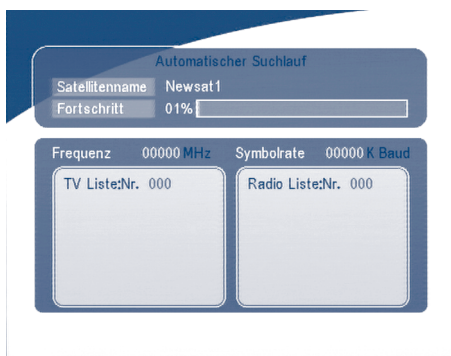 Automatischer Suchlauf
Satellitenname Newsat1
Fortschritt 01%
Frequenz 00000 MHz Symbolrate 00000 K Baud
TV Liste:Nr. 000 Radio Liste:Nr. 000